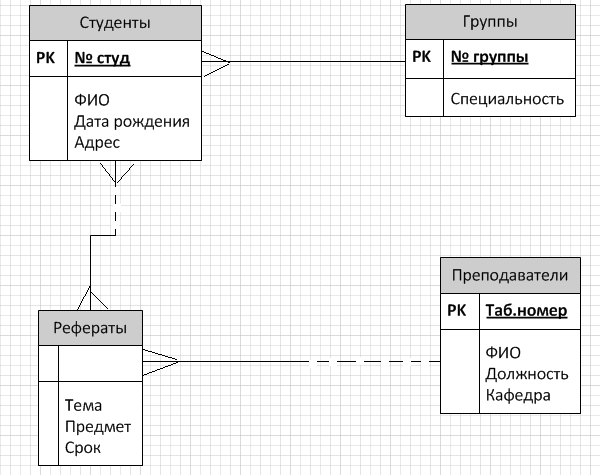 Студенты
PK № студ
ФИО
Дата рождения
Адрес
Группы
PK № группы
Специальность
Рефераты
Тема
Предмет
Срок
Преподаватели
PK Таб.номер
ФИО
Должность
Кафедра